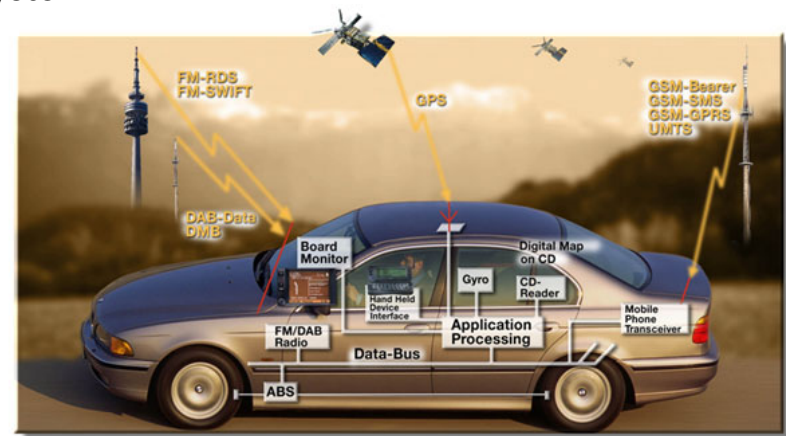 FM-RDS
FM-SWIFT
GPS
GSM-Bearer
GSM-SMS
GSM-GPRS
UMTS
DAB-Data
DMB
Board
Monitor
Digital Map
on CD
Gyro
CD-
Reader
Hand Held
Device
Interface
Mobile
Phone
Transceiver
FM/DAB
Radio
Application
Processing
Data-Bus
ABS